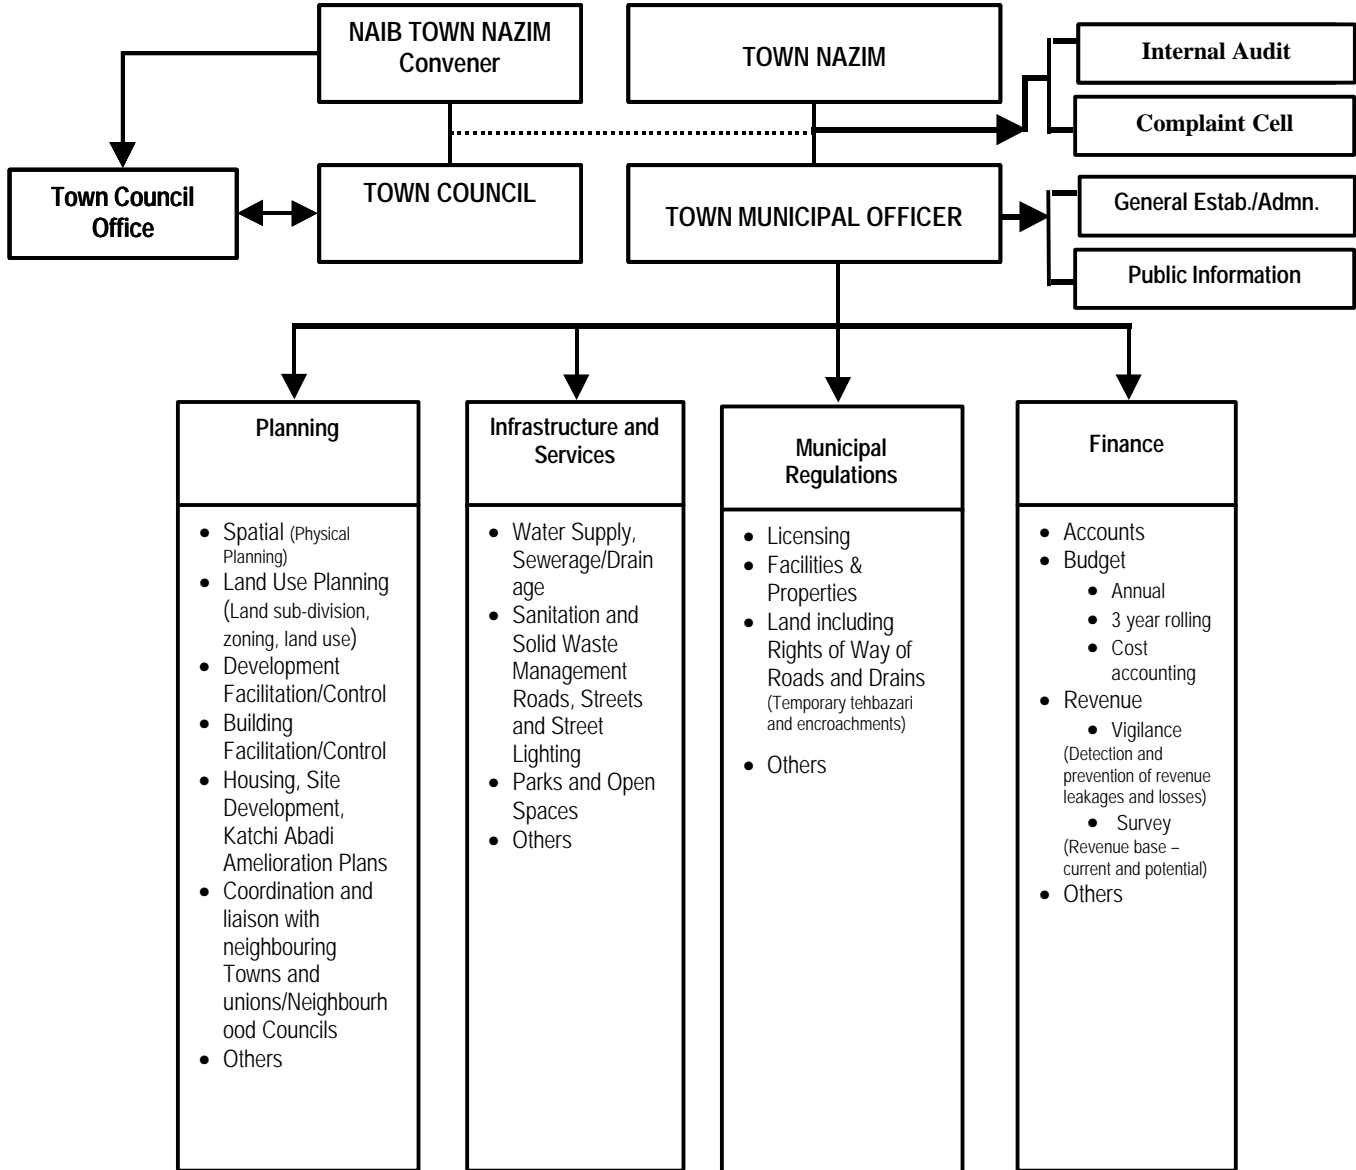 NAIB TOWN NAZIM
Convener
TOWN NAZIM
Internal Audit
Complaint Cell
Town Council
Office
TOWN COUNCIL
TOWN MUNICIPAL OFFICER
General Estab./Admn.
Public Information
Planning
• Spatial (Physical
Planning)
• Land Use Planning
(Land sub-division,
zoning, land use)
• Development
Facilitation/Control
• Building
Facilitation/Control
• Housing, Site
Development,
Katchi Abadi
Amelioration Plans
• Coordination and
liaison with
neighbouring
Towns and
unions/Neighbourh
ood Councils
• Others
Infrastructure and
Services
• Water Supply,
Sewerage/Drain
age
• Sanitation and
Solid Waste
Management
Roads, Streets
and Street
Lighting
• Parks and Open
Spaces
• Others
Municipal
Regulations
• Licensing
• Facilities &
Properties
• Land including
Rights of Way of
Roads and Drains
(Temporary tehbazari
and encroachments)
• Others
Finance
• Accounts
• Budget
• Annual
• 3 year rolling
• Cost
accounting
• Revenue
• Vigilance
(Detection and
prevention of revenue
leakages and losses)
• Survey
(Revenue base –
current and potential)
• Others